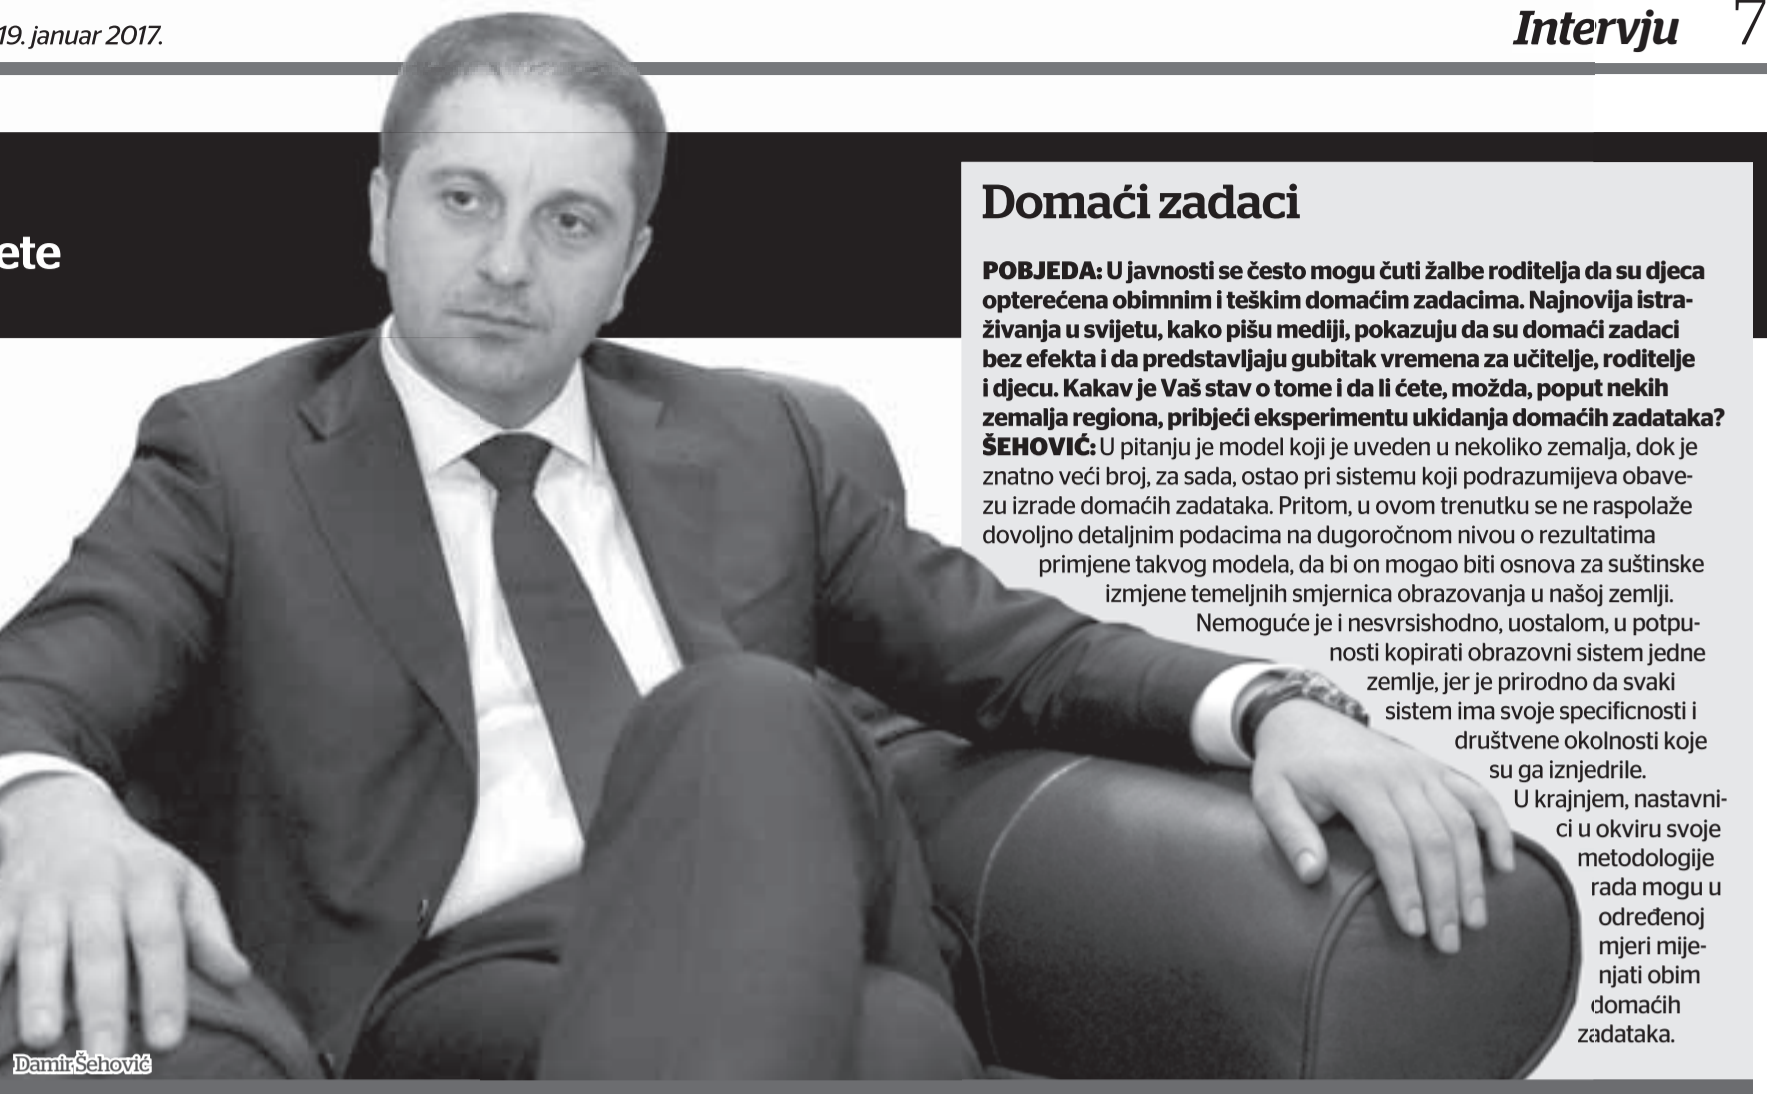 19. januar 2017.
Intervju 7
ete
Domaći zadaci
POBJEDA: U javnosti se često mogu čuti žalbe roditelja da su djeca
opterećena obimnim i teškim domaćim zadacima. Najnovija istra-
živanja u svijetu, kako pišu mediji, pokazuju da su domaći zadaci
bez efekta i da predstavljaju gubitak vremena za učitelje, roditelje
i djecu. Kakav je Vaš stav o tome i da li ćete, možda, poput nekih
zemalja regiona, pribjeći eksperimentu ukidanja domaćih zadataka?
ŠEHOVIĆ: U pitanju je model koji je uveden u nekoliko zemalja, dok je
znatno veći broj, za sada, ostao pri sistemu koji podrazumijeva obave-
zu izrade domaćih zadataka. Pritom, u ovom trenutku se ne raspolaže
dovoljno detaljnim podacima na dugoročnom nivou o rezultatima
primjene takvog modela, da bi on mogao biti osnova za suštinske
izmjene temeljnih smjernica obrazovanja u našoj zemlji.
Nemoguće je i nesvrsishodno, uostalom, u potpu-
nosti kopirati obrazovni sistem jedne
zemlje, jer je prirodno da svaki
sistem ima svoje specificnosti i
društvene okolnosti koje
su ga iznjedrile.
U krajnjem, nastavni-
ci u okviru svoje
metodologije
rada mogu u
određenoj
mjeri mije-
njati obim
domaćih
zadataka.
Damir Šehović